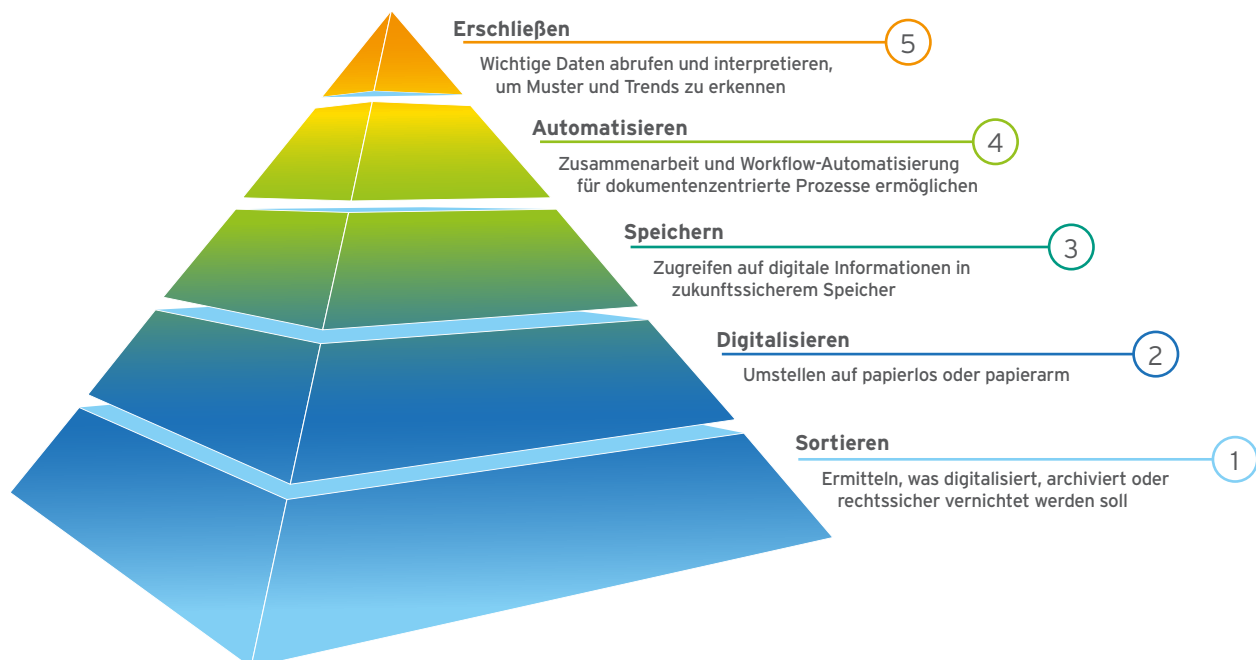 Erschließen
5
Wichtige Daten abrufen und interpretieren,
um Muster und Trends zu erkennen
Automatisieren
4
Zusammenarbeit und Workflow-Automatisierung
für dokumentenzentrierte Prozesse ermöglichen
Speichern
3
Zugreifen auf digitale Informationen in
zukunftssicherem Speicher
Digitalisieren
2
Umstellen auf papierlos oder papierarm
Sortieren
1
Ermitteln, was digitalisiert, archiviert oder
rechtssicher vernichtet werden soll